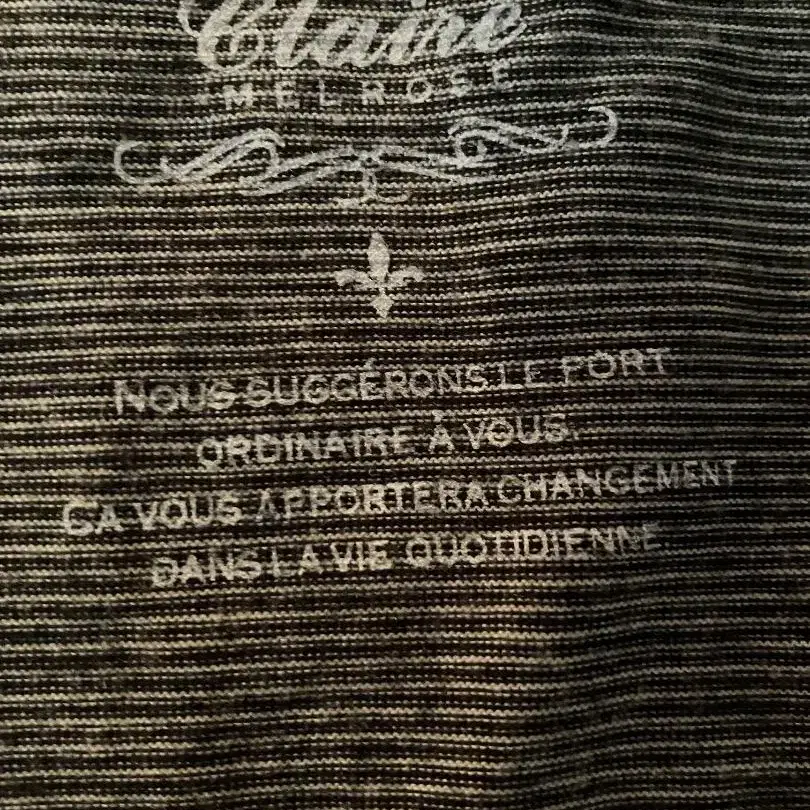 Claire
MELROSE
NOUS SUGGÉRONS LE PORT
ORDINAIRE À VOUS.
ÇA VOUS APPORTERA CHANGEMENT
DANS LA VIE QUOTIDIENNE